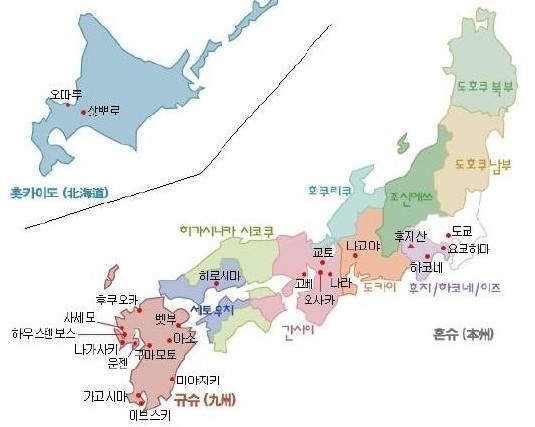 오따루
삿뽀로
홋카이도 (北海道)
도호쿠 북부
도호쿠 남부
호쿠리쿠
조신에쓰
히가시나카 시코쿠
교토
나고야
후지산
도쿄
요코하마
히로시마
고베
나라
도카이
하코네
후지/하코네/이즈
후쿠오카
세토우치
오사카
간사이
사세모
벳부
하우스텐보스
아소
혼슈 (本州)
나가사키
구마모토
운젠
미야자키
가고시마
규슈 (九州)
이브스키